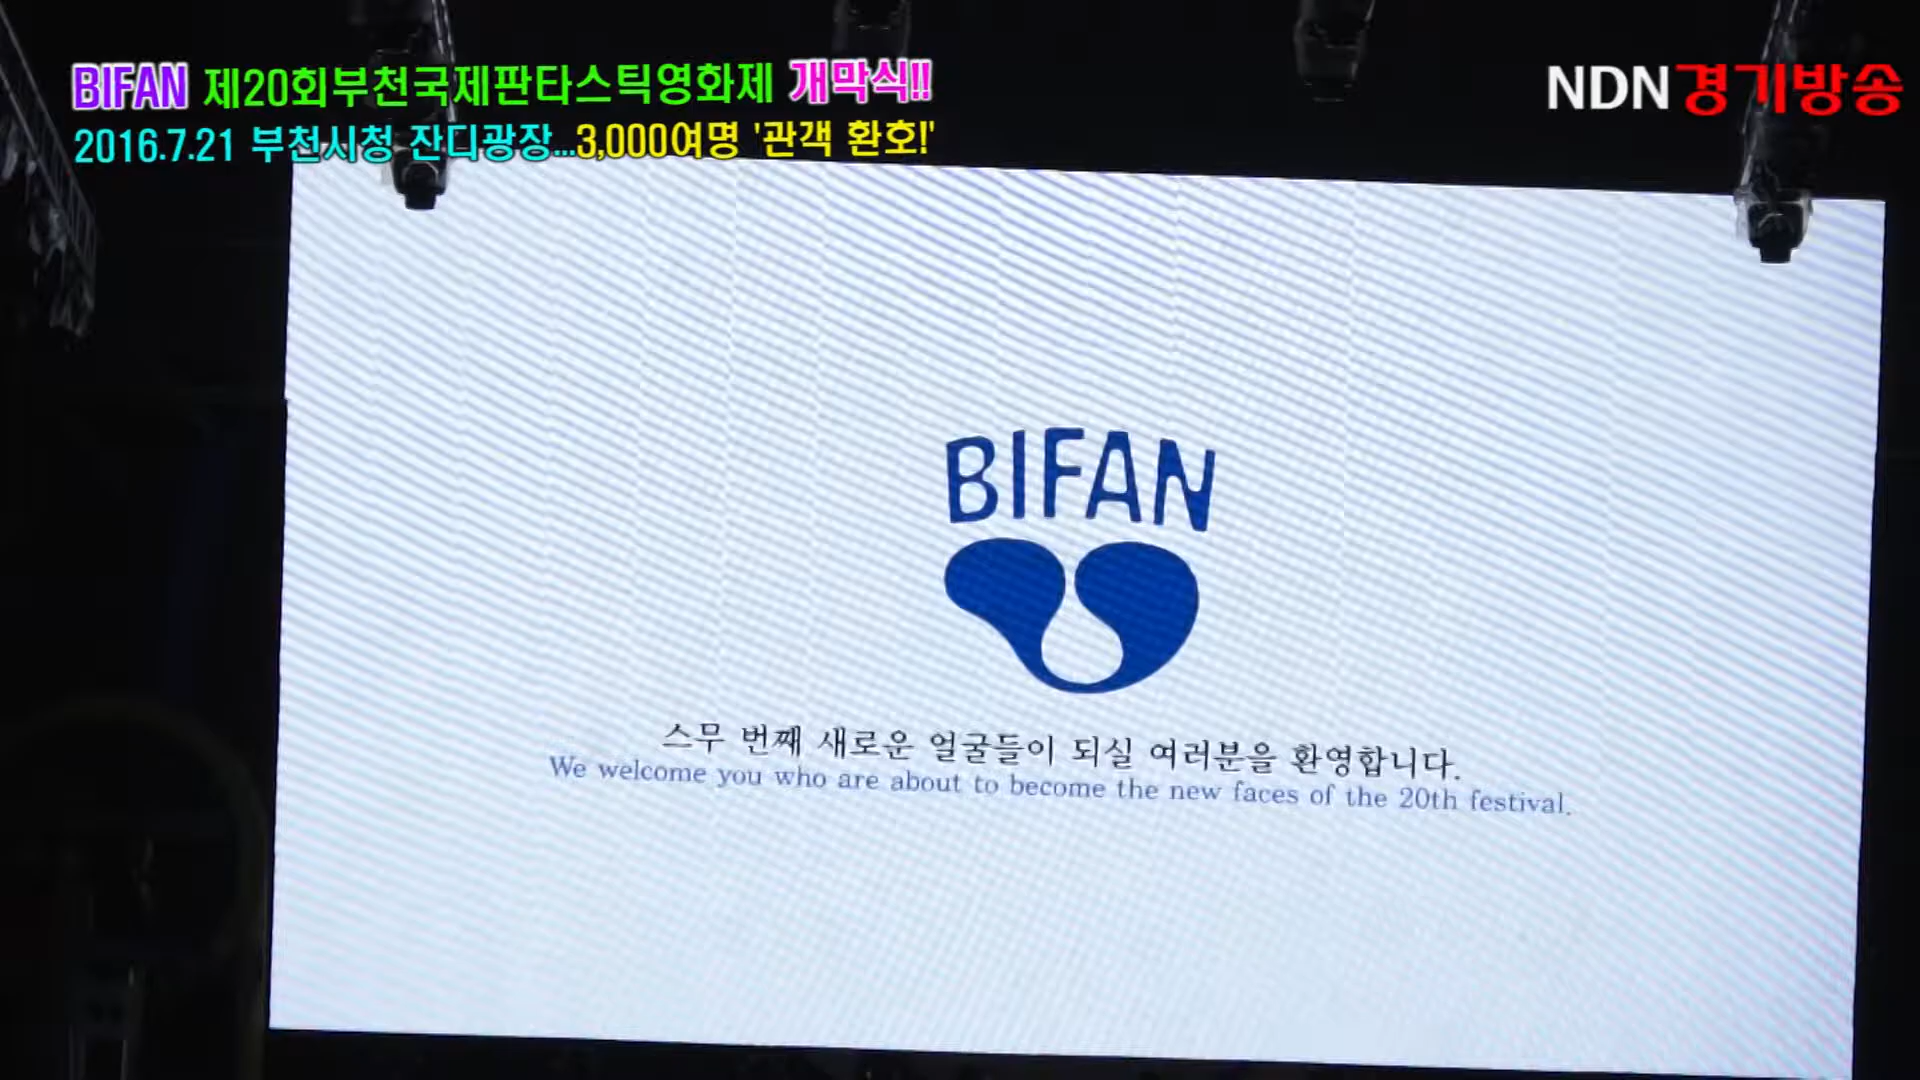 BIFAN 제20회부천국제판타스틱영화제 개막식!!
2016.7.21 부천시청 잔디광장...3,000여명 '관객 환호!'
NDN경기방송
BIFAN
스무 번째 새로운 얼굴들이 되실 여러분을 환영합니다.
We welcome you who are about to become the new faces of the 20th festival.